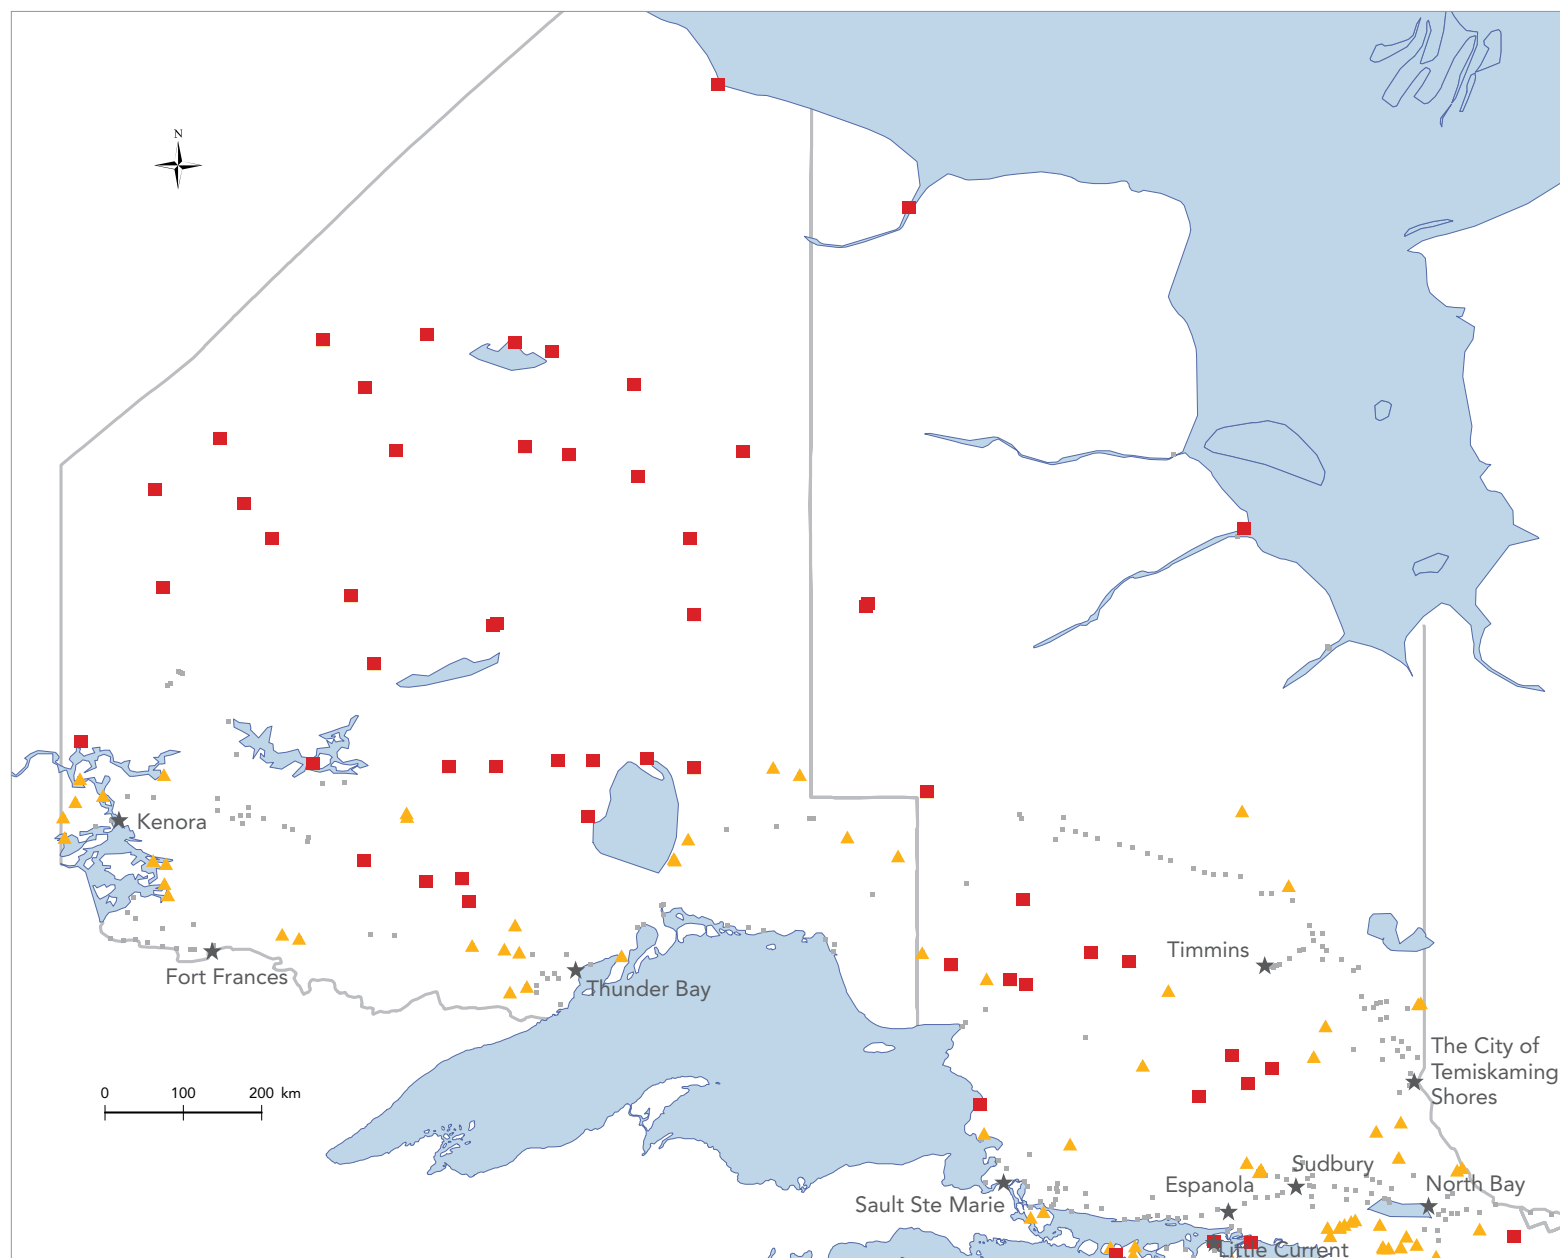 N
Kenora
Fort Frances
Thunder Bay
Timmins
The City of
Temiskaming
Shores
0 100 200 km
Sudbury
Espanola
North Bay
Sault Ste Marie
Little Current